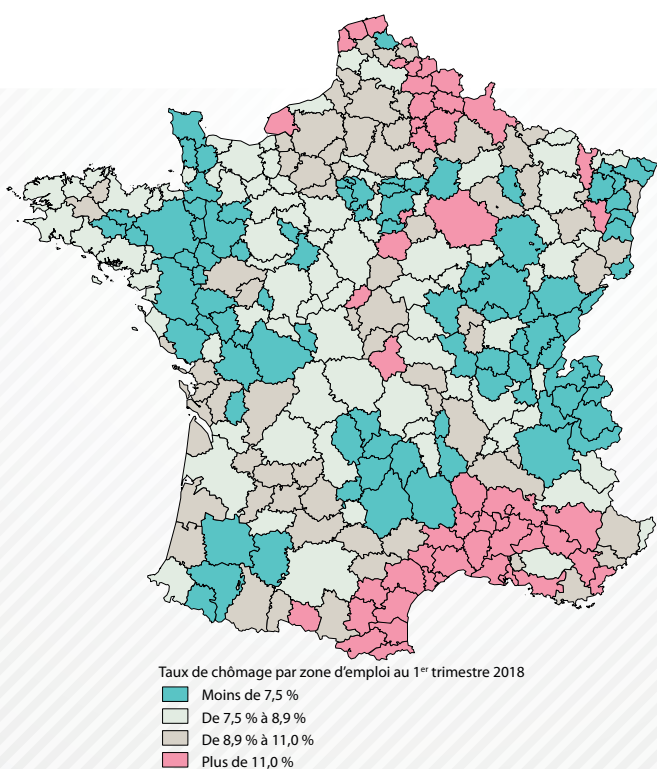 Taux de chômage par zone d'emploi au 1er trimestre 2018
Moins de 7,5 %
De 7,5 % à 8,9 %
De 8,9 % à 11,0 %
Plus de 11,0 %